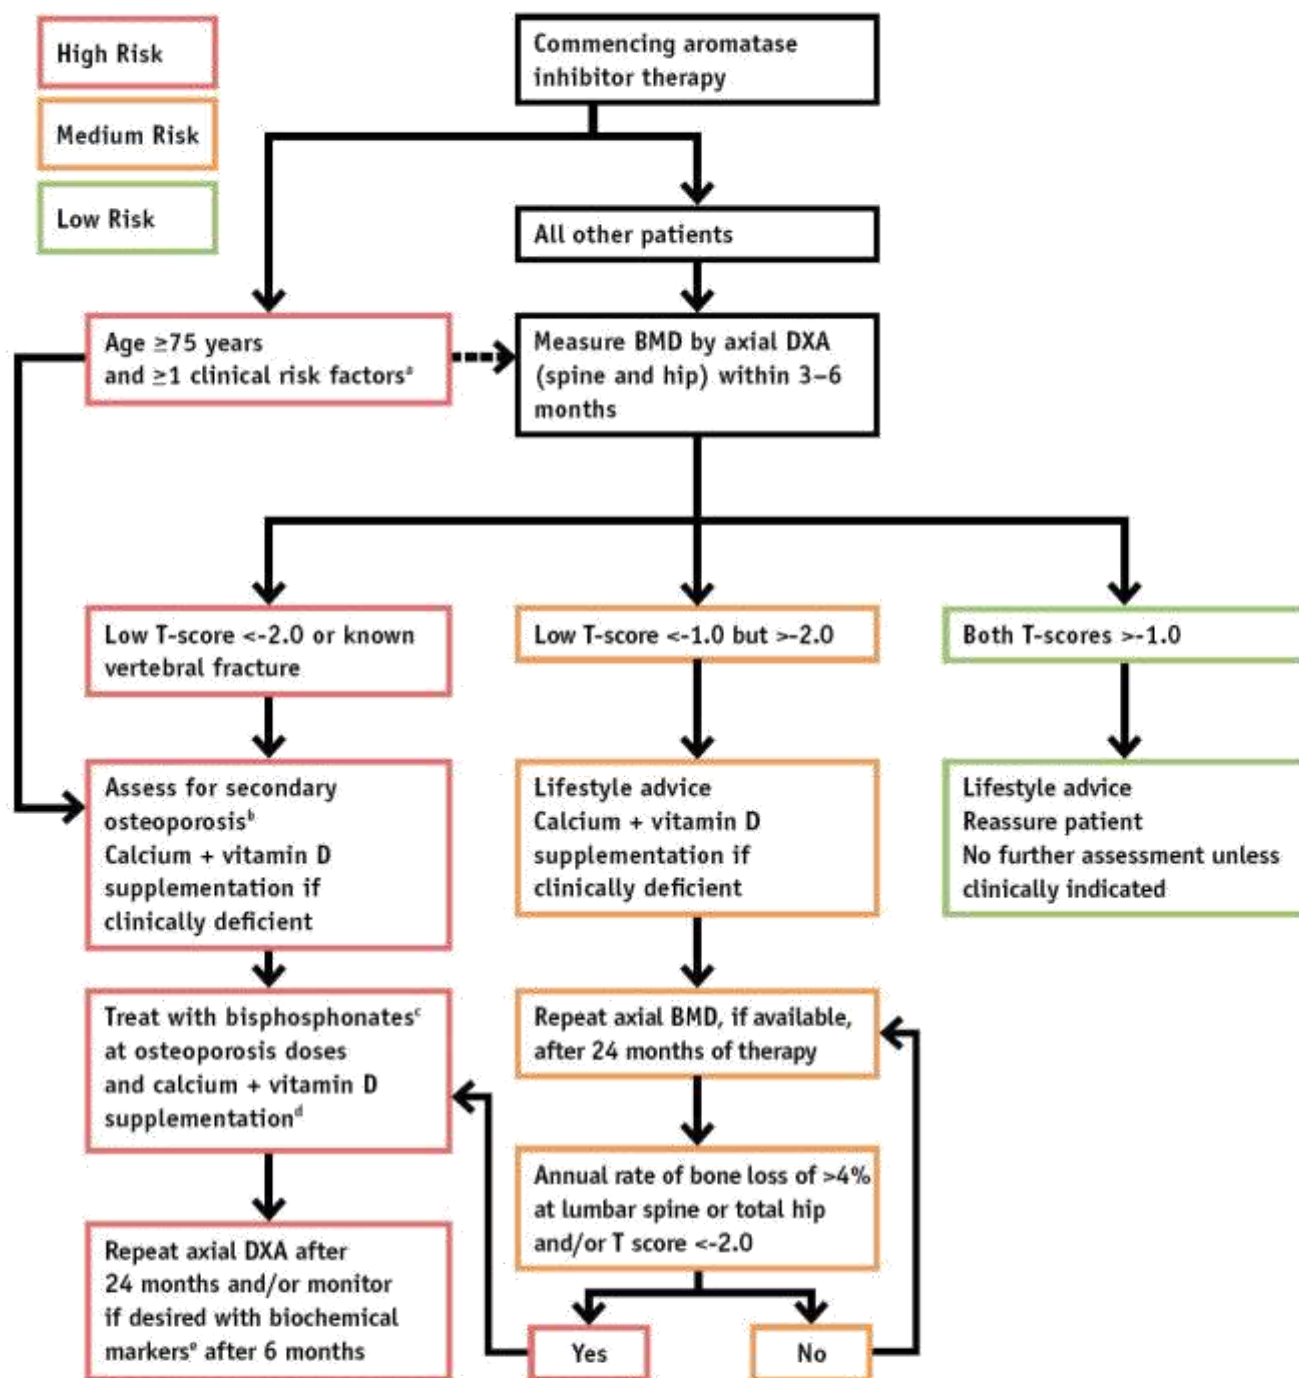 High Risk
Medium Risk
Low Risk
Commencing aromatase
inhibitor therapy
All other patients
Age ≥75 years
and ≥1 clinical risk factorsᵃ
Measure BMD by axial DXA
(spine and hip) within 3–6
months
Low T-score <-2.0 or known
vertebral fracture
Low T-score <-1.0 but >-2.0
Both T-scores >-1.0
Assess for secondary
osteoporosisᵇ
Calcium + vitamin D
supplementation if
clinically deficient
Lifestyle advice
Calcium + vitamin D
supplementation if
clinically deficient
Lifestyle advice
Reassure patient
No further assessment unless
clinically indicated
Treat with bisphosphonatesᶜ
at osteoporosis doses
and calcium + vitamin D
supplementationᵈ
Repeat axial BMD, if available,
after 24 months of therapy
Annual rate of bone loss of >4%
at lumbar spine or total hip
and/or T score <-2.0
Repeat axial DXA after
24 months and/or monitor
if desired with biochemical
markersᵉ after 6 months
Yes
No